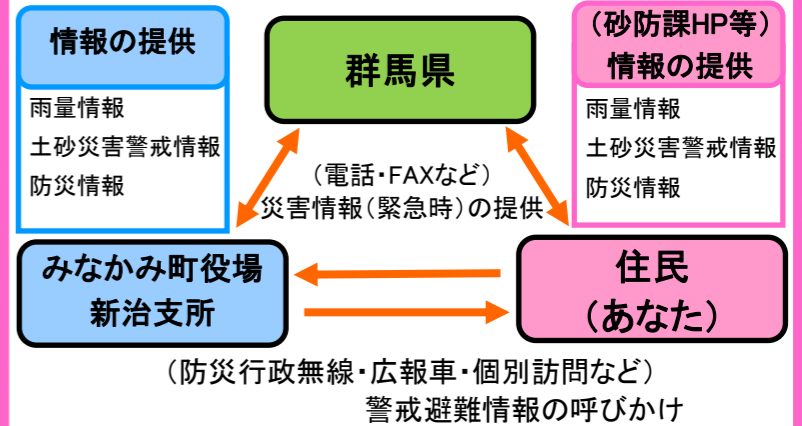 情報の提供
雨量情報
土砂災害警戒情報
防災情報
群馬県
(砂防課HP等)
情報の提供
雨量情報
土砂災害警戒情報
防災情報
(電話・FAXなど)
災害情報(緊急時)の提供
みなかみ町役場
新治支所
住民
(あなた)
(防災行政無線・広報車・個別訪問など)
警戒避難情報の呼びかけ